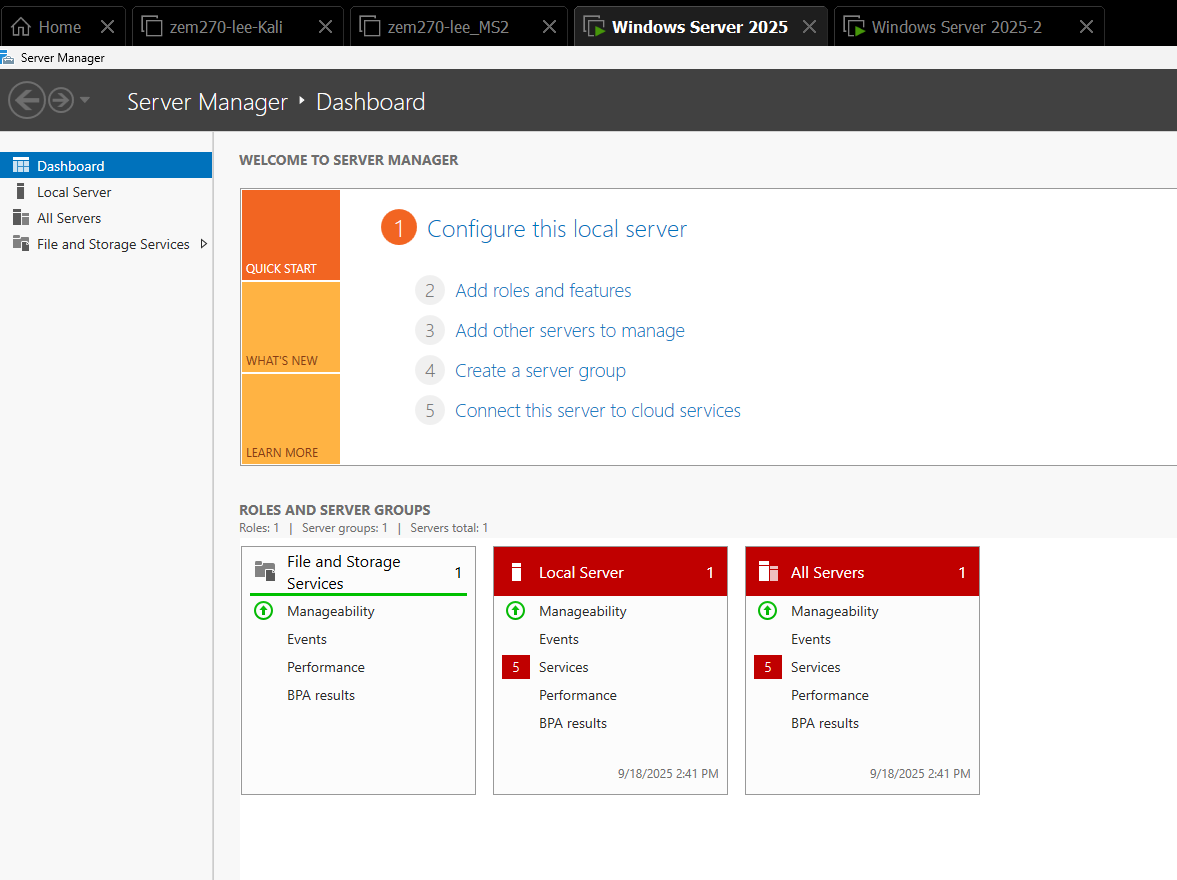 Home
zem270-lee-Kali
zem270-lee_MS2
Windows Server 2025
Windows Server 2025-2
Server Manager
Server Manager Dashboard
Dashboard
Local Server
All Servers
File and Storage Services
WELCOME TO SERVER MANAGER
QUICK START
WHAT'S NEW
LEARN MORE
1 Configure this local server
2 Add roles and features
3 Add other servers to manage
4 Create a server group
5 Connect this server to cloud services
ROLES AND SERVER GROUPS
Roles: 1 | Server groups: 1 | Servers total: 1
File and Storage
Services 1
Manageability
Events
Performance
BPA results
Local Server 1
Manageability
Events
5 Services
Performance
BPA results
9/18/2025 2:41 PM
All Servers 1
Manageability
Events
5 Services
Performance
BPA results
9/18/2025 2:41 PM